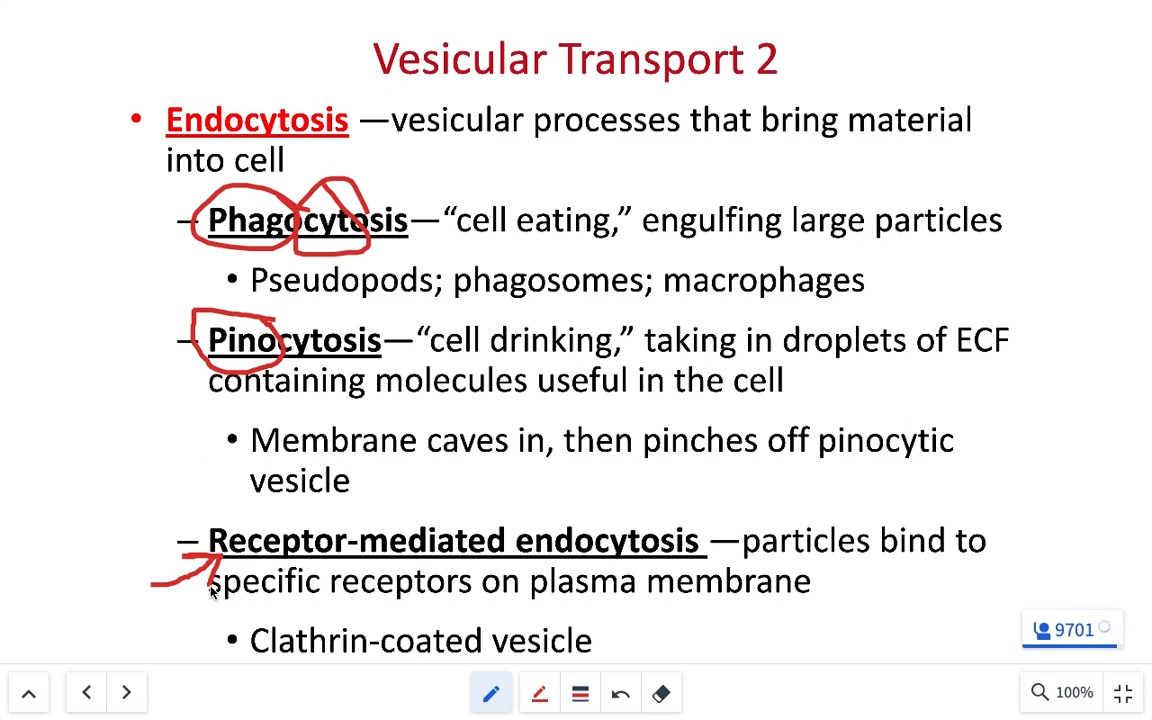 Vesicular Transport 2
• Endocytosis —vesicular processes that bring material
into cell
– Phagocytosis—“cell eating,” engulfing large particles
• Pseudopods; phagosomes; macrophages
– Pinocytosis—“cell drinking,” taking in droplets of ECF
containing molecules useful in the cell
• Membrane caves in, then pinches off pinocytic
vesicle
– Receptor-mediated endocytosis —particles bind to
specific receptors on plasma membrane
• Clathrin-coated vesicle
9701
100%